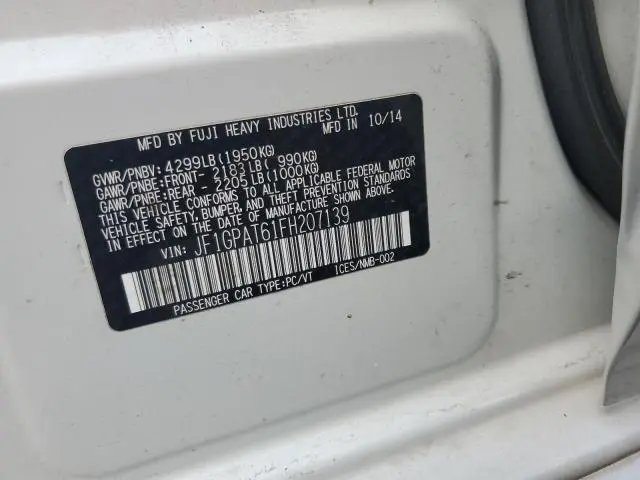 MFD BY FUJI HEAVY INDUSTRIES LTD.
MFD IN 10/14
GVWR/PNBV: 4299LB(1950KG)
GAWR/PNBE:FRONT- 2183LB( 990KG)
GAWR/PNBE:REAR - 2205LB(1000KG)
THIS VEHICLE CONFORMS TO ALL APPLICABLE FEDERAL MOTOR
VEHICLE SAFETY, BUMPER, AND THEFT PREVENTION STANDARDS
IN EFFECT ON THE DATE OF MANUFACTURE SHOWN ABOVE.
VIN: JF1GPAT61FH207139
PASSENGER CAR TYPE:PC/VT ICES/NMB-002